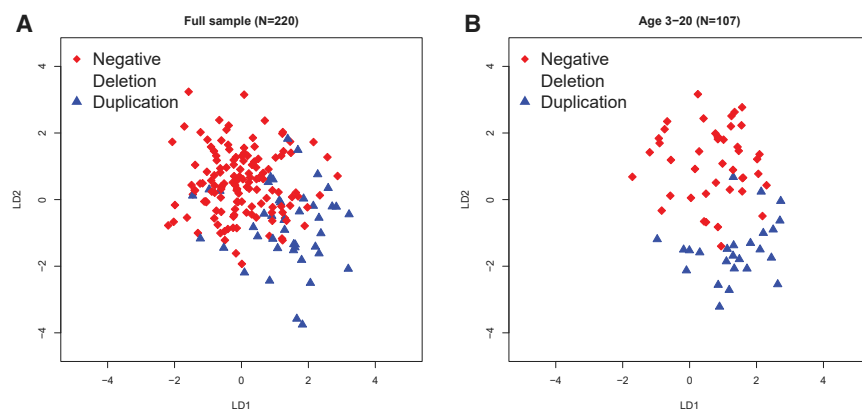 A
Full sample (N=220)
Negative
Deletion
Duplication
LD2
4
2
0
−2
−4
−4
−2
0
2
4
LD1
B
Age 3−20 (N=107)
Negative
Deletion
Duplication
LD2
4
2
0
−2
−4
−4
−2
0
2
4
LD1